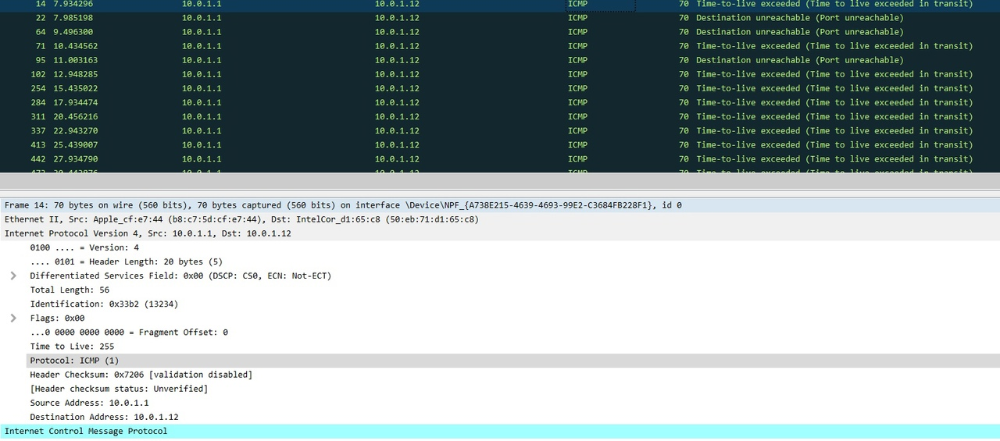 14 7.934296 10.0.1.1 10.0.1.12 ICMP 70 Time-to-live exceeded (Time to live exceeded in transit)
22 7.985198 10.0.1.1 10.0.1.12 ICMP 70 Destination unreachable (Port unreachable)
64 9.496300 10.0.1.1 10.0.1.12 ICMP 70 Destination unreachable (Port unreachable)
71 10.434562 10.0.1.1 10.0.1.12 ICMP 70 Time-to-live exceeded (Time to live exceeded in transit)
95 11.003163 10.0.1.1 10.0.1.12 ICMP 70 Destination unreachable (Port unreachable)
102 12.948285 10.0.1.1 10.0.1.12 ICMP 70 Time-to-live exceeded (Time to live exceeded in transit)
254 15.435022 10.0.1.1 10.0.1.12 ICMP 70 Time-to-live exceeded (Time to live exceeded in transit)
284 17.934474 10.0.1.1 10.0.1.12 ICMP 70 Time-to-live exceeded (Time to live exceeded in transit)
311 20.456216 10.0.1.1 10.0.1.12 ICMP 70 Time-to-live exceeded (Time to live exceeded in transit)
337 22.943270 10.0.1.1 10.0.1.12 ICMP 70 Time-to-live exceeded (Time to live exceeded in transit)
413 25.439007 10.0.1.1 10.0.1.12 ICMP 70 Time-to-live exceeded (Time to live exceeded in transit)
442 27.934790 10.0.1.1 10.0.1.12 ICMP 70 Time-to-live exceeded (Time to live exceeded in transit)
10.0.1.1 10.0.1.12 ICMP 70 Time-to-live exceeded (Time to live exceeded in transit)
Frame 14: 70 bytes on wire (560 bits), 70 bytes captured (560 bits) on interface \Device\NPF_{A738E215-4639-4693-99E2-C3684FB228F1}, id 0
Ethernet II, Src: Apple_cf:e7:44 (b8:c7:5d:cf:e7:44), Dst: IntelCor_d1:65:c8 (50:eb:71:d1:65:c8)
Internet Protocol Version 4, Src: 10.0.1.1, Dst: 10.0.1.12
0100 .... = Version: 4
.... 0101 = Header Length: 20 bytes (5)
Differentiated Services Field: 0x00 (DSCP: CS0, ECN: Not-ECT)
Total Length: 56
Identification: 0x33b2 (13234)
Flags: 0x00
...0 0000 0000 0000 = Fragment Offset: 0
Time to Live: 255
Protocol: ICMP (1)
Header Checksum: 0x7206 [validation disabled]
[Header checksum status: Unverified]
Source Address: 10.0.1.1
Destination Address: 10.0.1.12
Internet Control Message Protocol